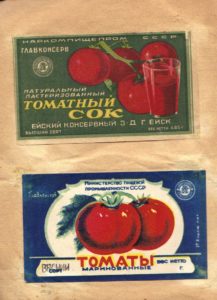 НАРКОМПИЩЕПРОМ СССР
ГЛАВКОНСЕРВ
НАТУРАЛЬНЫЙ
ПАСТЕРИЗОВАННЫЙ
ТОМАТНЫЙ
СОК
ЕЙСКИЙ КОНСЕРВНЫЙ З-Д Г. ЕЙСК
ВЫСШИЙ СОРТ
ВЕС НЕТТО
МИНИСТЕРСТВО ПИЩЕВОЙ
ПРОМЫШЛЕННОСТИ СССР
ТОМАТЫ
МАРИНОВАННЫЕ
СОРТ
ВЕС НЕТТО
Г.